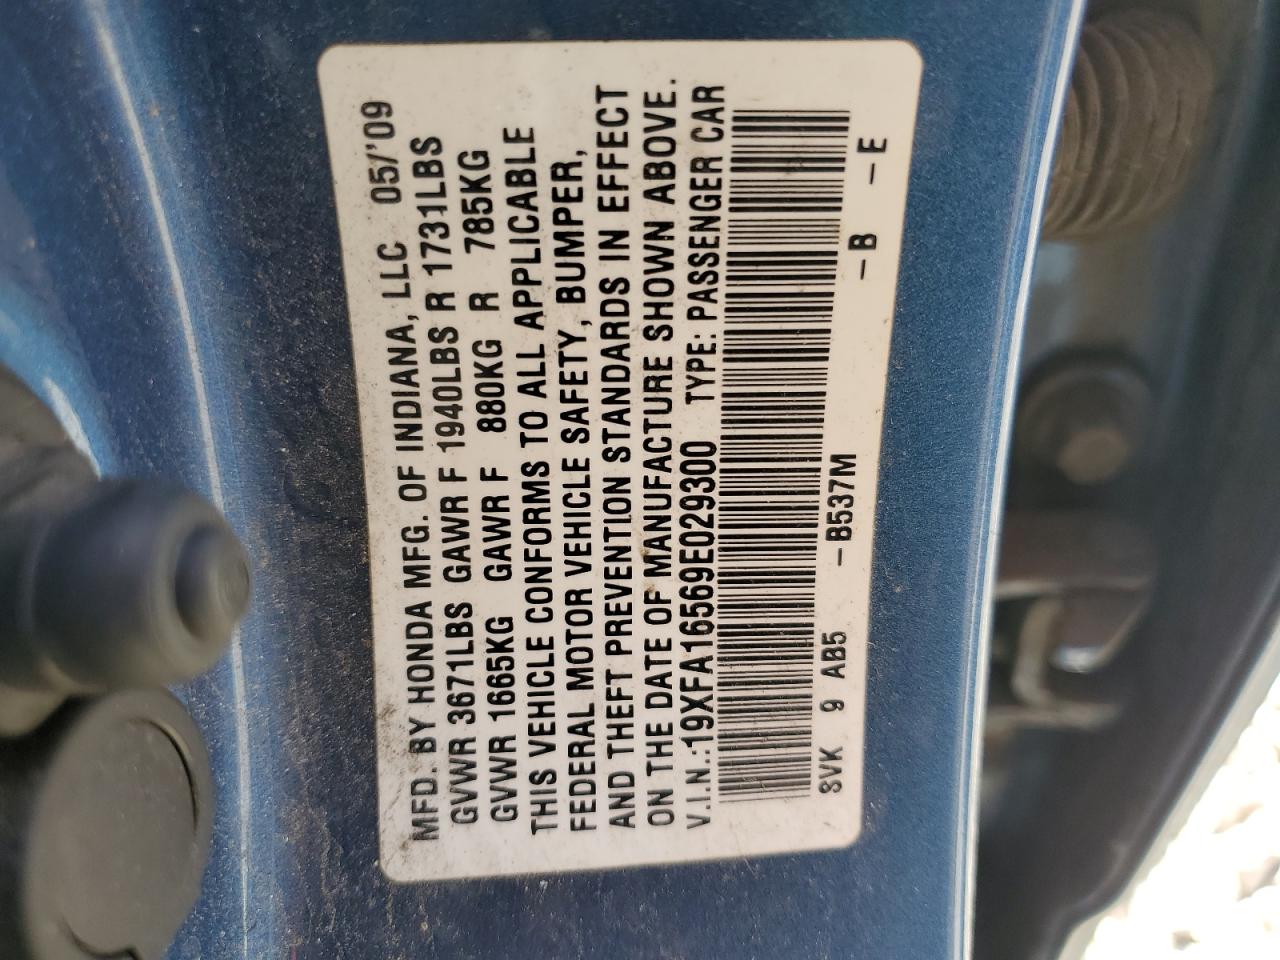 MFD. BY HONDA MFG. OF INDIANA, LLC 05/'09
GVWR 3671LBS GAWR F 1940LBS R 1731LBS
GVWR 1665KG GAWR F 880KG R 785KG
THIS VEHICLE CONFORMS TO ALL APPLICABLE
FEDERAL MOTOR VEHICLE SAFETY, BUMPER,
AND THEFT PREVENTION STANDARDS IN EFFECT
ON THE DATE OF MANUFACTURE SHOWN ABOVE.
V.I.N.:19XFA16569E029300 TYPE: PASSENGER CAR
SVK 9 AB5 –B537M –B –E